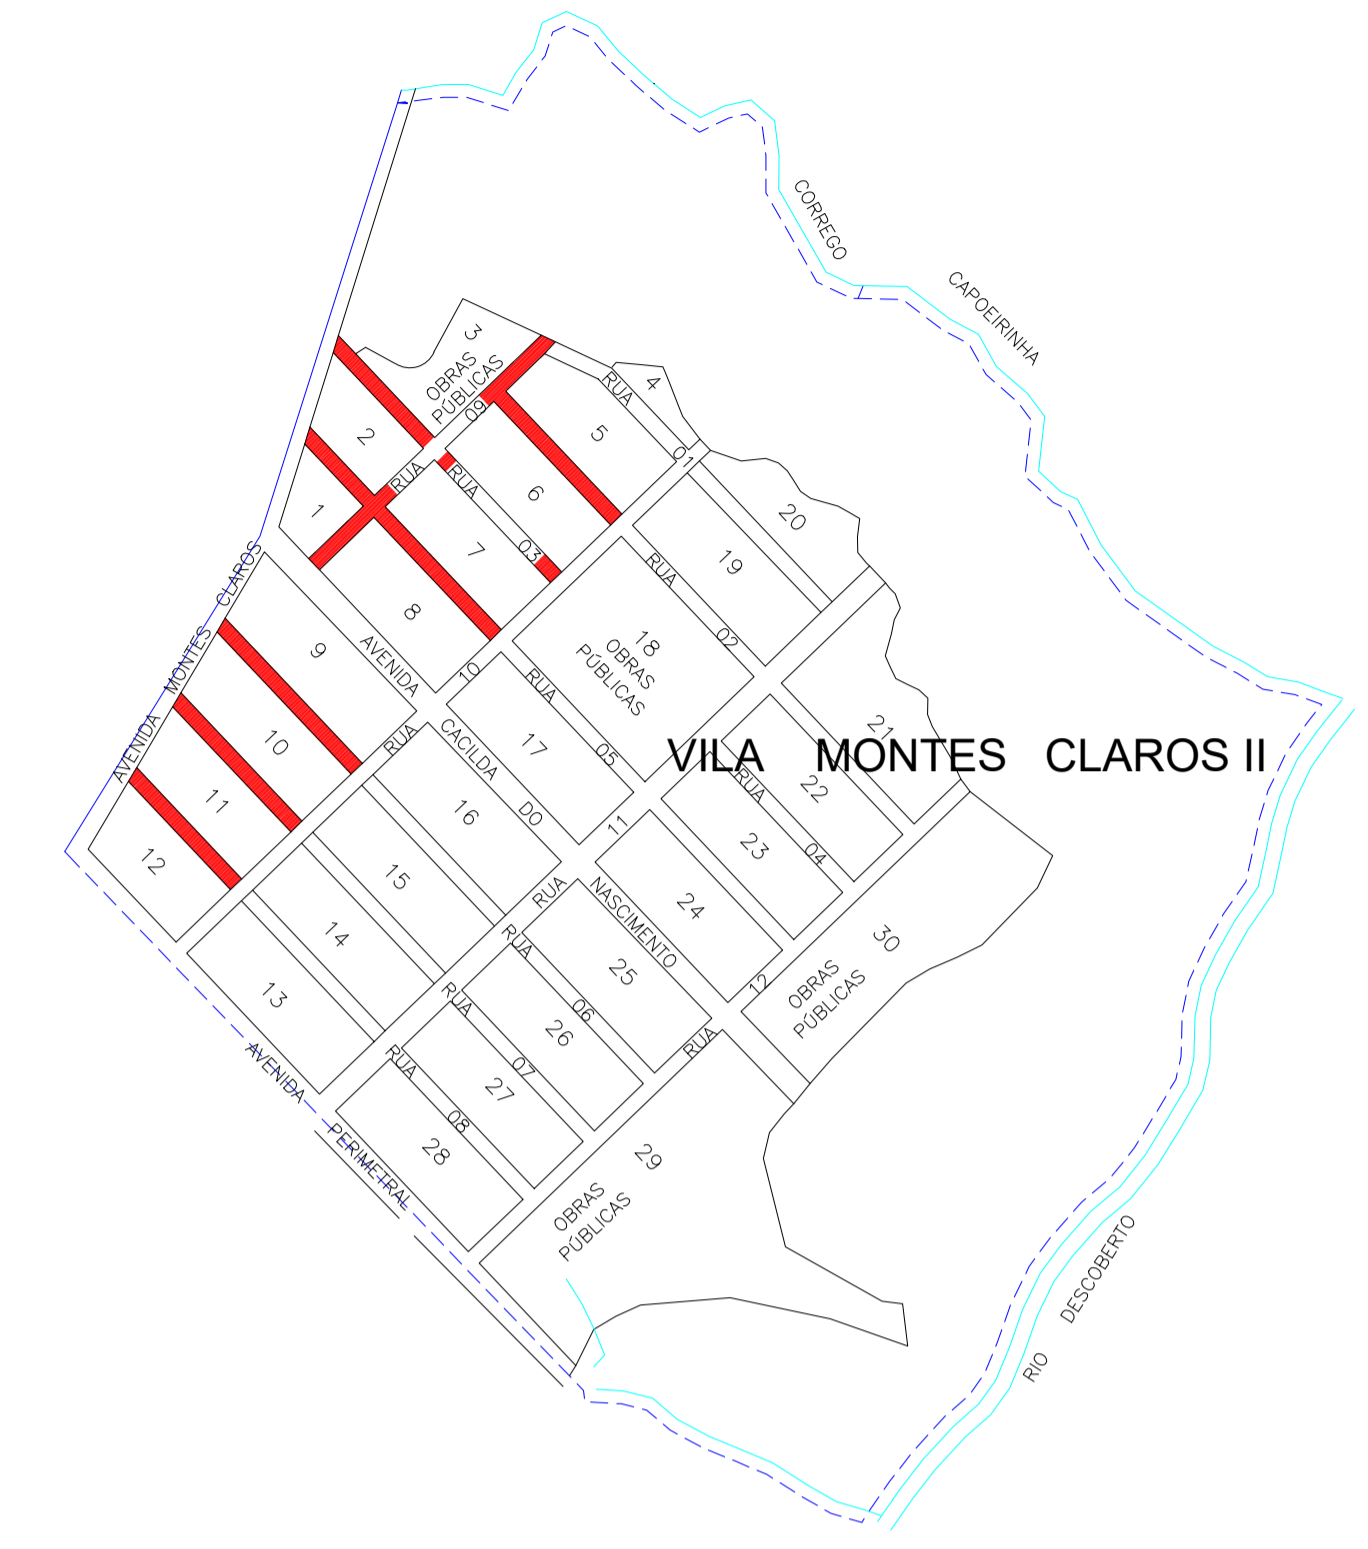 CORREGO
CAPOEIRINHA
3
OBRAS
PÚBLICAS
RUA
4
09
2
5
01
RUA
RUA
6
1
20
03
7
19
AVENIDA MONTES CLAROS
8
RUA
9
AVENIDA
18
OBRAS
PÚBLICAS
02
10
RUA
21
VILA MONTES CLAROS II
10
RUA
CACILDA
17
05
RUA
22
11
16
DO
11
04
12
15
23
RUA
NASCIMENTO
24
14
RUA
25
30
OBRAS
PÚBLICAS
13
RUA
06
12
26
RUA
AVENIDA PERIMETRAL
RUA
07
27
08
28
29
OBRAS
PÚBLICAS
RIO DESCOBERTO